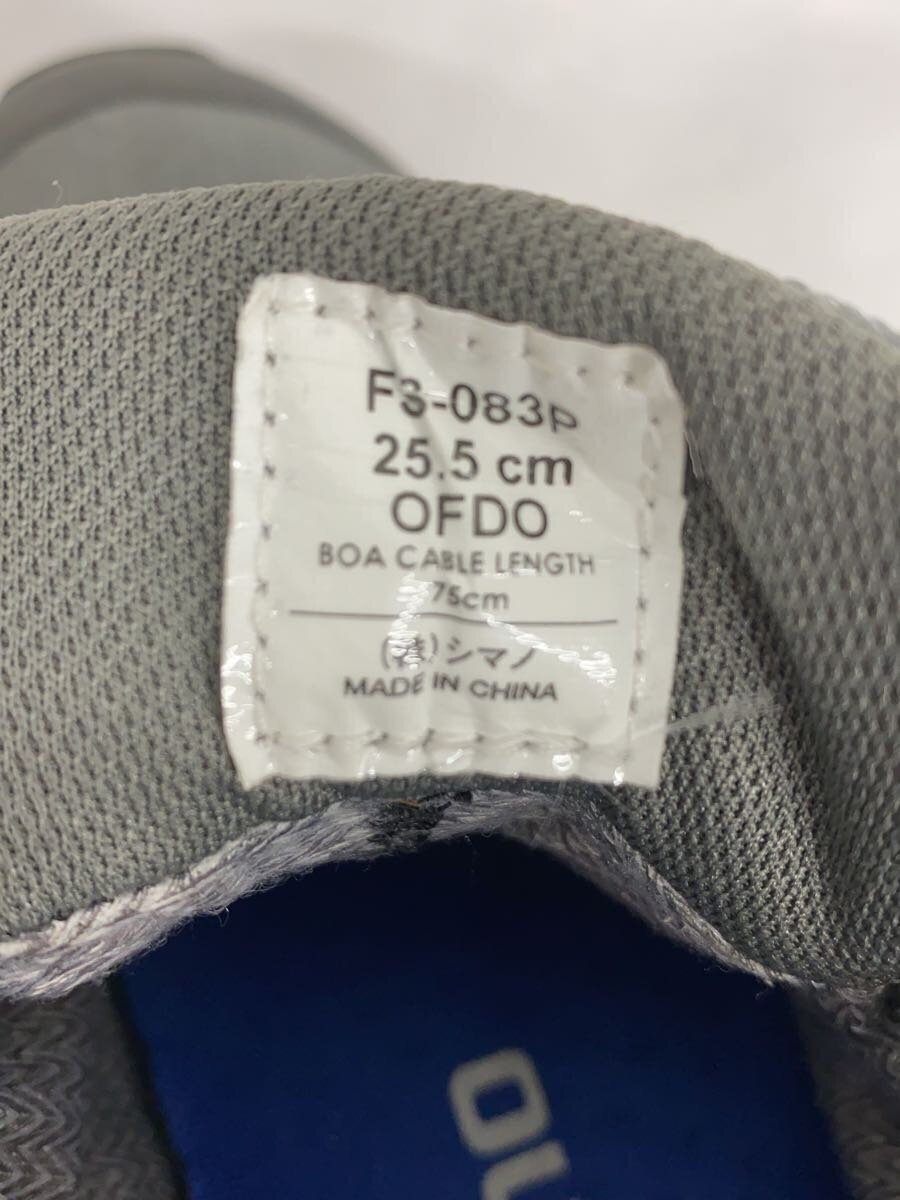 F3-083P
25.5 cm
OFDO
BOA CABLE LENGTH
75cm
(株)シマノ
MADE IN CHINA